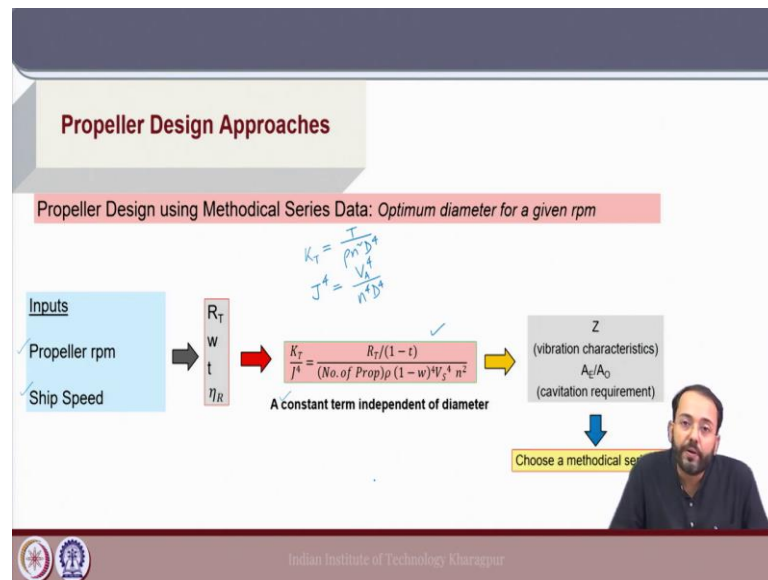 Propeller Design Approaches
Propeller Design using Methodical Series Data: Optimum diameter for a given rpm
K_T = T / ρn²D⁴
J⁴ = V_A⁴ / n⁴D⁴
Inputs
Propeller rpm
Ship Speed
R_T
w
t
η_R
K_T / J⁴ = R_T/(1 − t) / (No. of Prop)ρ (1 − w)⁴V_S⁴ n²
A constant term independent of diameter
Z
(vibration characteristics)
A_E/A_O
(cavitation requirement)
Choose a methodical
Indian Institute of Technology Kharagpur